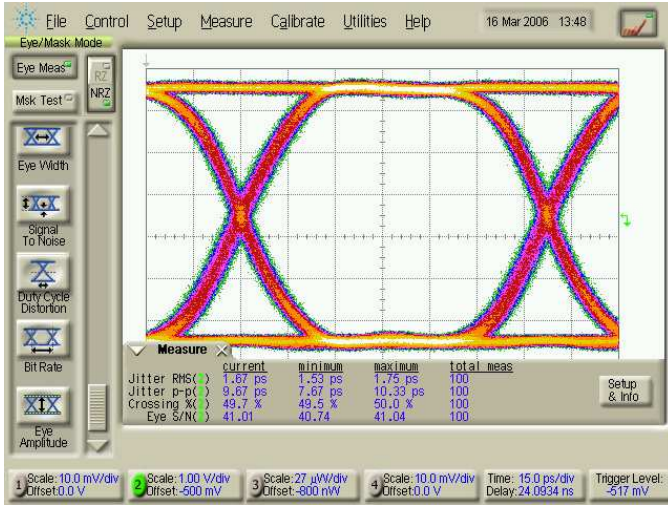 File Control Setup Measure Calibrate Utilities Help 16 Mar 2006 13:48
Eye/Mask Mode
Eye Meas
RZ
NRZ
Msk Test
Eye Width
Signal
To Noise
Duty Cycle
Distortion
Bit Rate
Eye
Amplitude
Measure
current minimum maximum total meas
Jitter RMS(2) 1.67 ps 1.53 ps 1.75 ps 100
Jitter p-p(2) 9.67 ps 7.67 ps 10.33 ps 100
Crossing %(2) 49.7 % 49.5 % 50.0 % 100
Eye S/N(2) 41.01 40.74 41.04 100
Setup
& Info
1 Scale:10.0 mV/div
Offset:0.0 V
2 Scale:1.00 V/div
Offset:-500 mV
3 Scale:27 µW/div
Offset:-800 nW
4 Scale:10.0 mV/div
Offset:0.0 V
Time: 15.0 ps/div
Delay:24.0934 ns
Trigger Level:
-517 mV